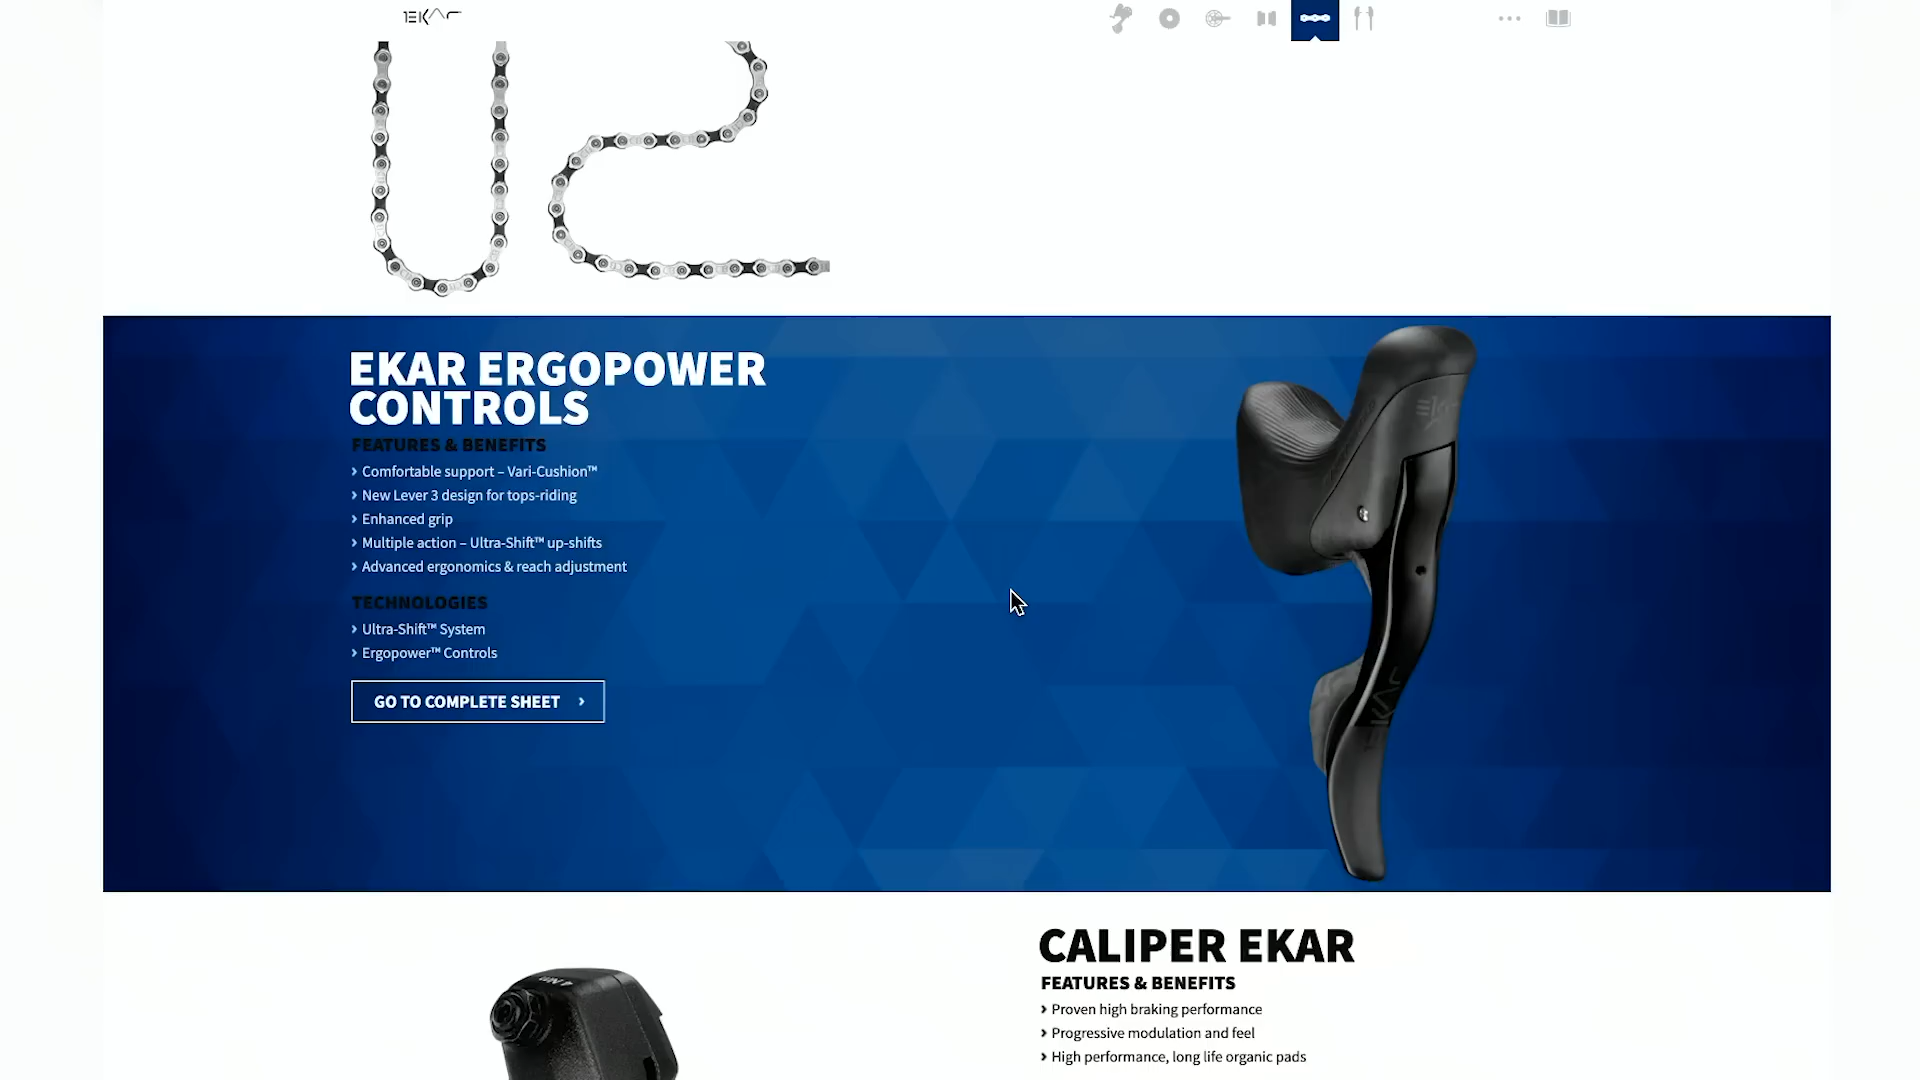 EKAR
EKAR ERGOPOWER
CONTROLS
FEATURES & BENEFITS
› Comfortable support – Vari-Cushion™
› New Lever 3 design for tops-riding
› Enhanced grip
› Multiple action – Ultra-Shift™ up-shifts
› Advanced ergonomics & reach adjustment
TECHNOLOGIES
› Ultra-Shift™ System
› Ergopower™ Controls
GO TO COMPLETE SHEET ›
CALIPER EKAR
FEATURES & BENEFITS
› Proven high braking performance
› Progressive modulation and feel
› High performance, long life organic pads